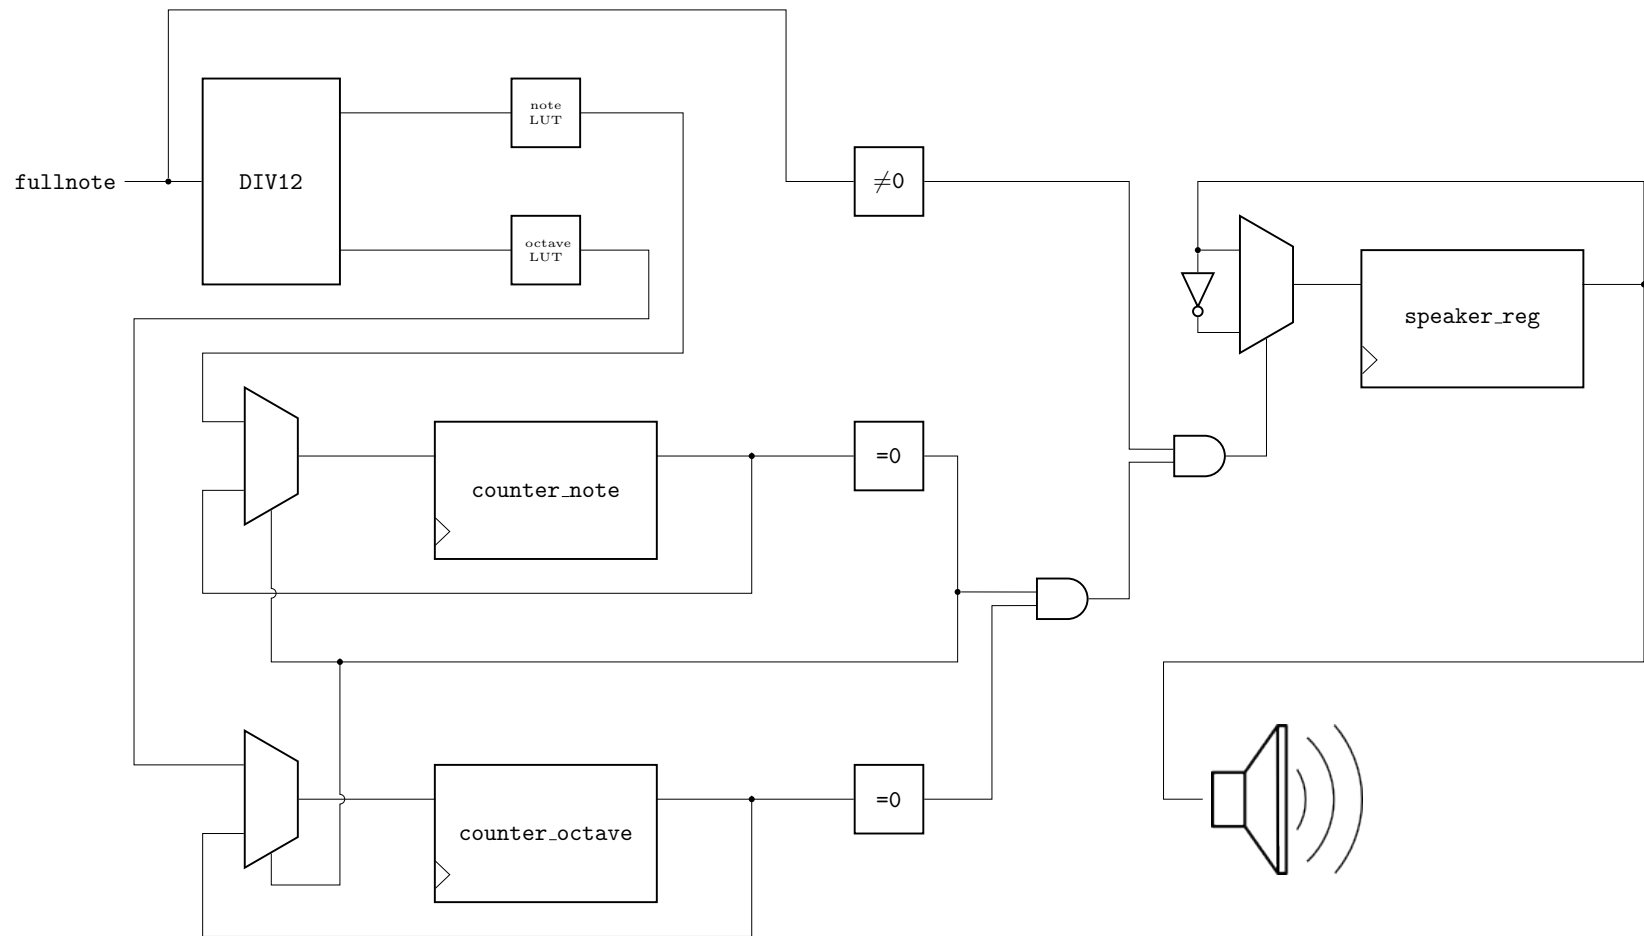 note
LUT
fullnote
DIV12
≠0
octave
LUT
speaker_reg
counter_note
=0
counter_octave
=0